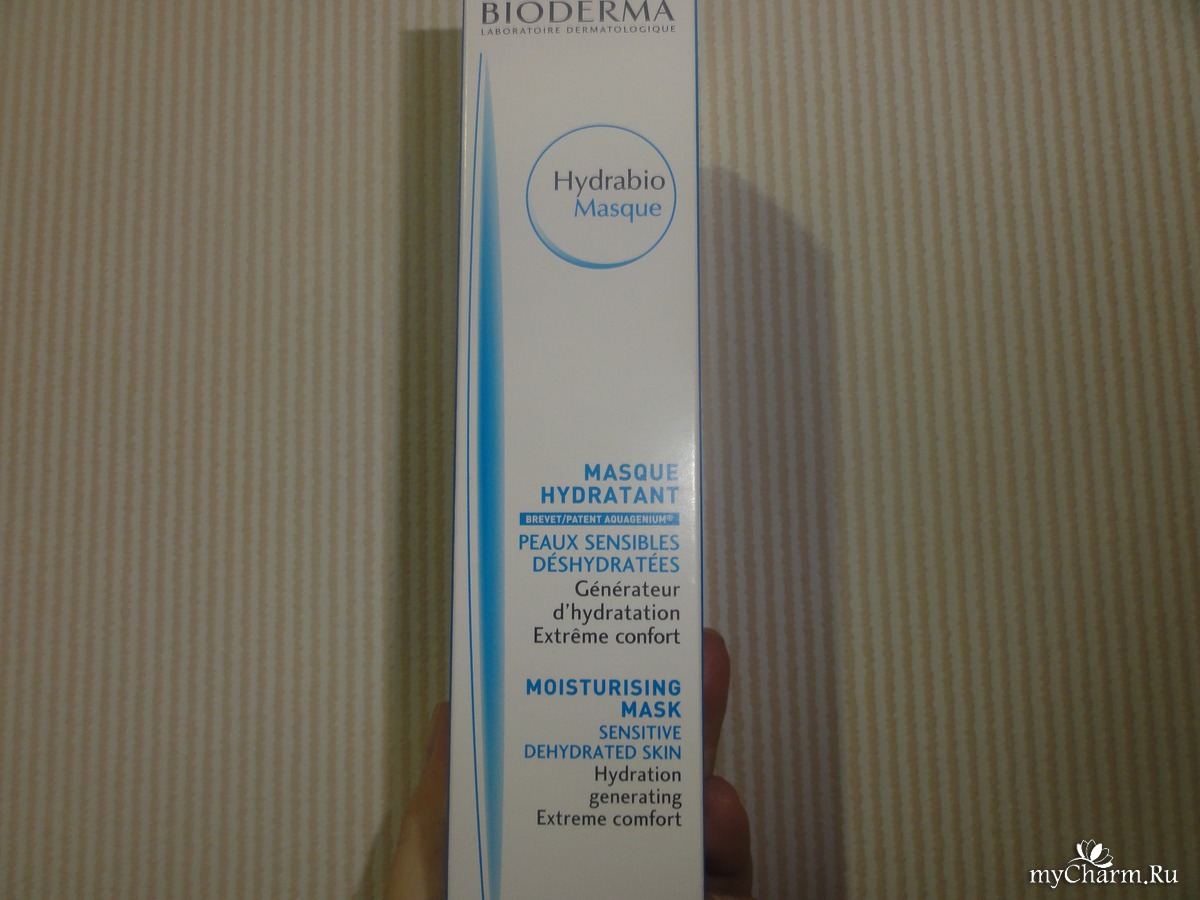 BIODERMA
LABORATOIRE DERMATOLOGIQUE
Hydrabio
Masque
MASQUE
HYDRATANT
BREVET/PATENT AQUAGENIUM®
PEAUX SENSIBLES
DÉSHYDRATÉES
Générateur
d'hydratation
Extrême confort
MOISTURISING
MASK
SENSITIVE
DEHYDRATED SKIN
Hydration
generating
Extreme comfort
myCharm.Ru